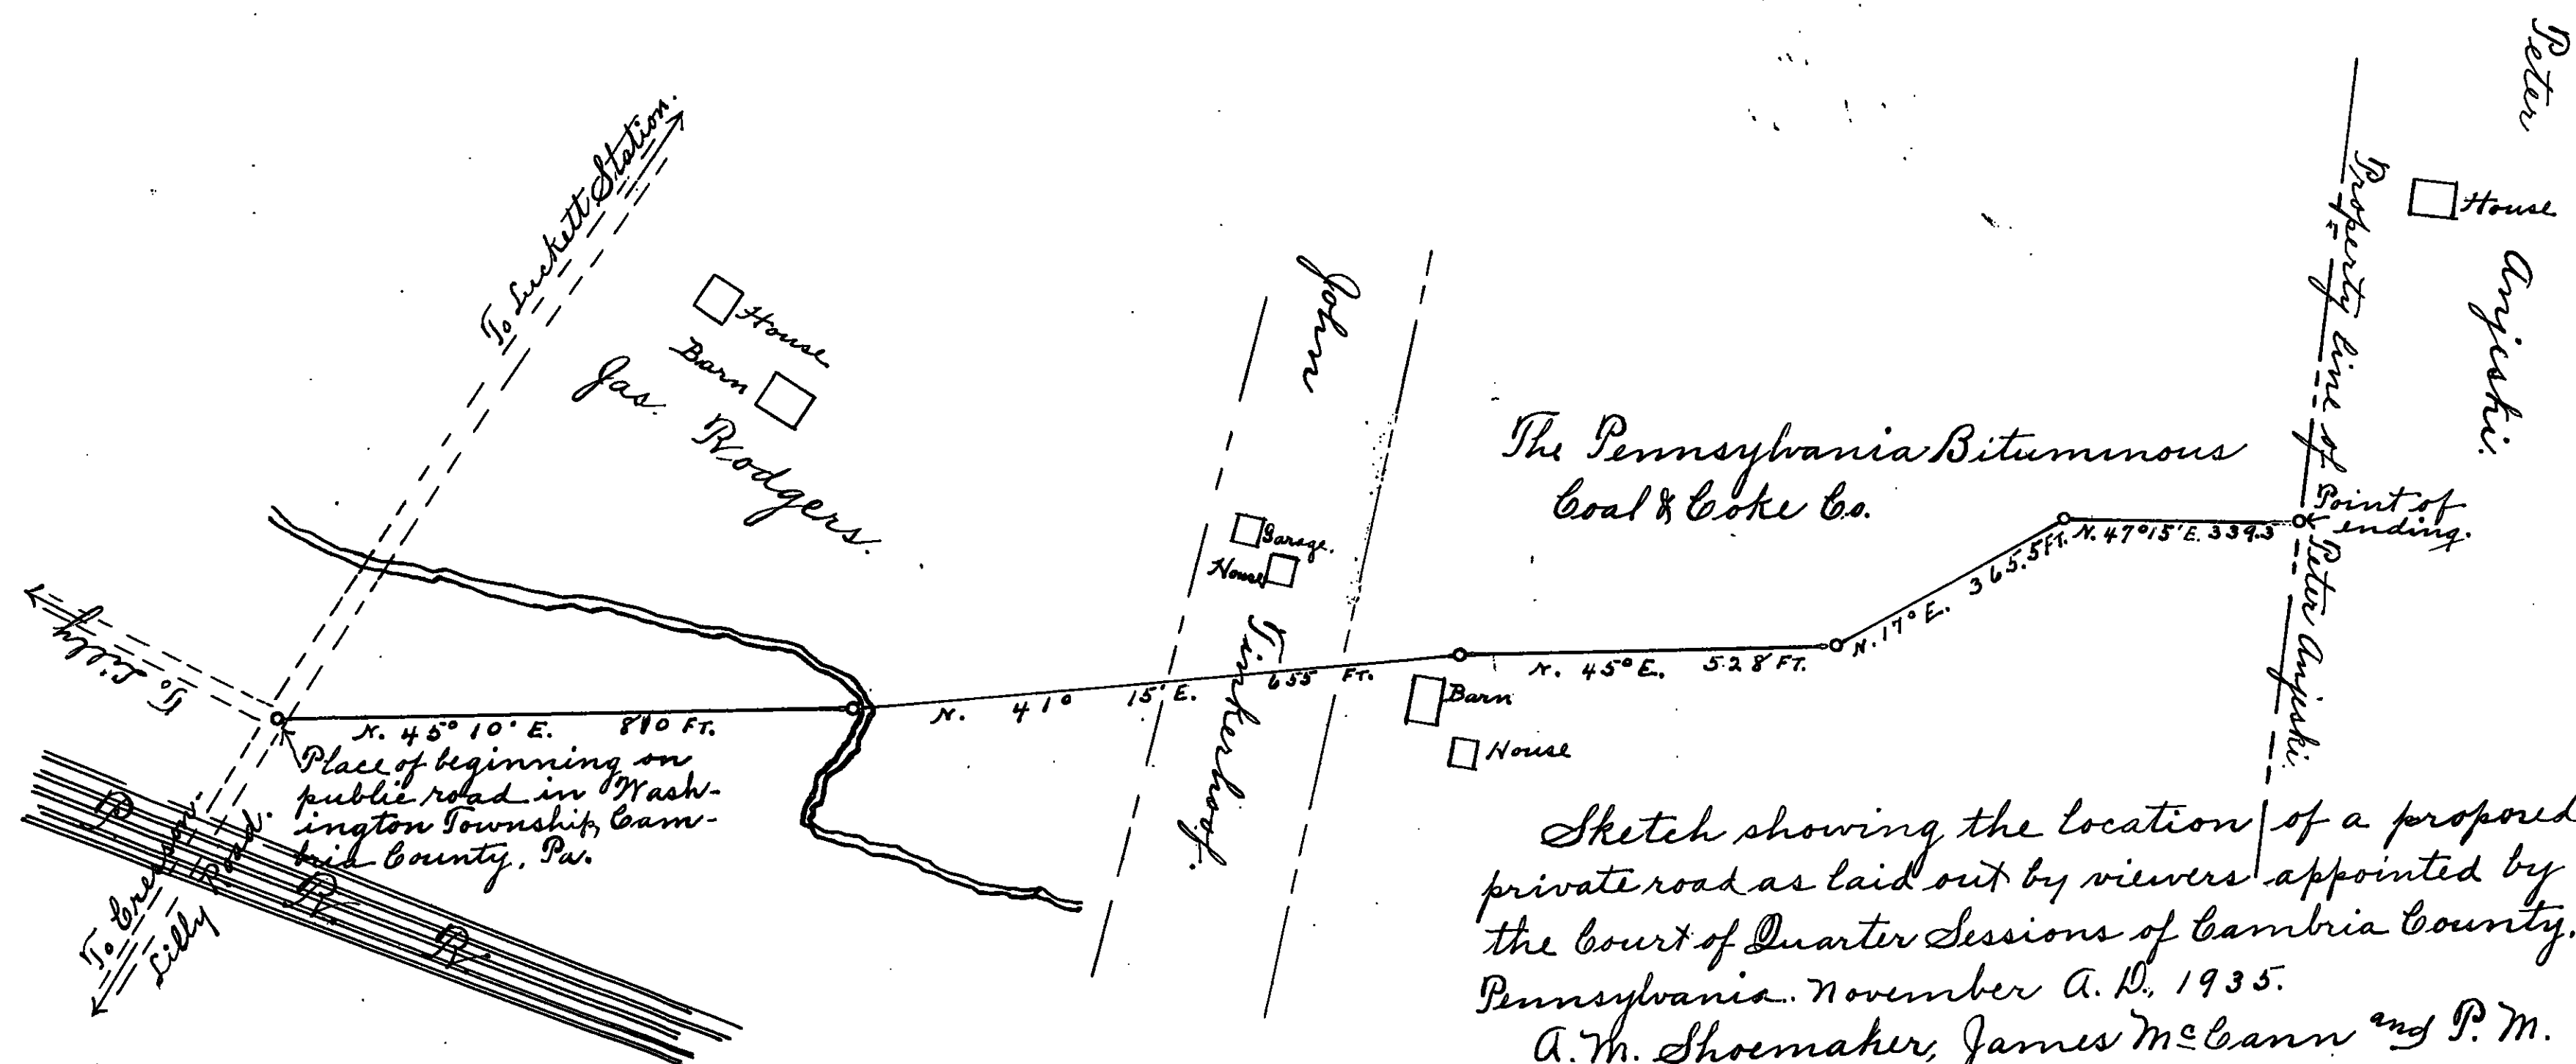 To Luckett Station.
House
Barn
Jas. Rodgers.
To Lilly
N. 45° 10' E. 810 FT.
Place of beginning on
public road in Wash-
ington Township, Cam-
bria County, Pa.
To Cresson.
Lilly Road.
P. R. R.
N. 41° 15' E. 655 FT.
John Tinkerhoof.
Garage.
House
Barn
House
N. 45° E. 528 FT.
N. 17° E. 365.5 FT.
N. 47° 15' E. 339.3
The Pennsylvania Bituminous
Coal & Coke Co.
Property line of Peter Anjeski.
Point of
ending.
House
Peter Anjeski.
Sketch showing the location of a proposed
private road as laid out by viewers appointed by
the Court of Quarter Sessions of Cambria County,
Pennsylvania. November A.D., 1935.
A.M. Shoemaker, James McCann and P.M.